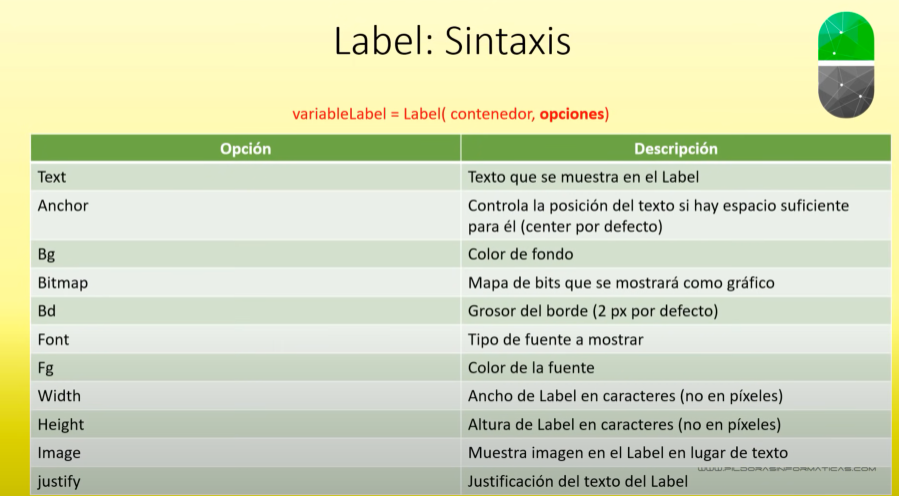 Label: Sintaxis
variableLabel = Label( contenedor, opciones)
Opción Descripción
Text Texto que se muestra en el Label
Anchor Controla la posición del texto si hay espacio suficiente
para él (center por defecto)
Bg Color de fondo
Bitmap Mapa de bits que se mostrará como gráfico
Bd Grosor del borde (2 px por defecto)
Font Tipo de fuente a mostrar
Fg Color de la fuente
Width Ancho de Label en caracteres (no en píxeles)
Height Altura de Label en caracteres (no en píxeles)
Image Muestra imagen en el Label en lugar de texto
WWW.PILDORASINFORMATICAS.COM
justify Justificación del texto del Label